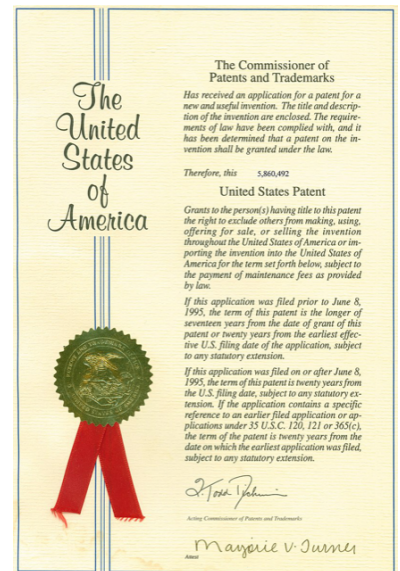 The
United
States
of
America
The Commissioner of
Patents and Trademarks
Has received an application for a patent for a
new and useful invention. The title and descrip-
tion of the invention are enclosed. The require-
ments of law have been complied with, and it
has been determined that a patent on the in-
vention shall be granted under the law.
Therefore, this 5,860,492
United States Patent
Grants to the person(s) having title to this patent
the right to exclude others from making, using,
offering for sale, or selling the invention
throughout the United States of America or im-
porting the invention into the United States of
America for the term set forth below, subject to
the payment of maintenance fees as provided
by law.
If this application was filed prior to June 8,
1995, the term of this patent is the longer of
seventeen years from the date of grant of this
patent or twenty years from the earliest effec-
tive U.S. filing date of the application, subject
to any statutory extension.
If this application was filed on or after June 8,
1995, the term of this patent is twenty years from
the U.S. filing date, subject to any statutory ex-
tension. If the application contains a specific
reference to an earlier filed application or ap-
plications under 35 U.S.C. 120, 121 or 365(c),
the term of the patent is twenty years from the
date on which the earliest application was filed,
subject to any statutory extension.
Acting Commissioner of Patents and Trademarks
Marjorie V. Turner
Attest